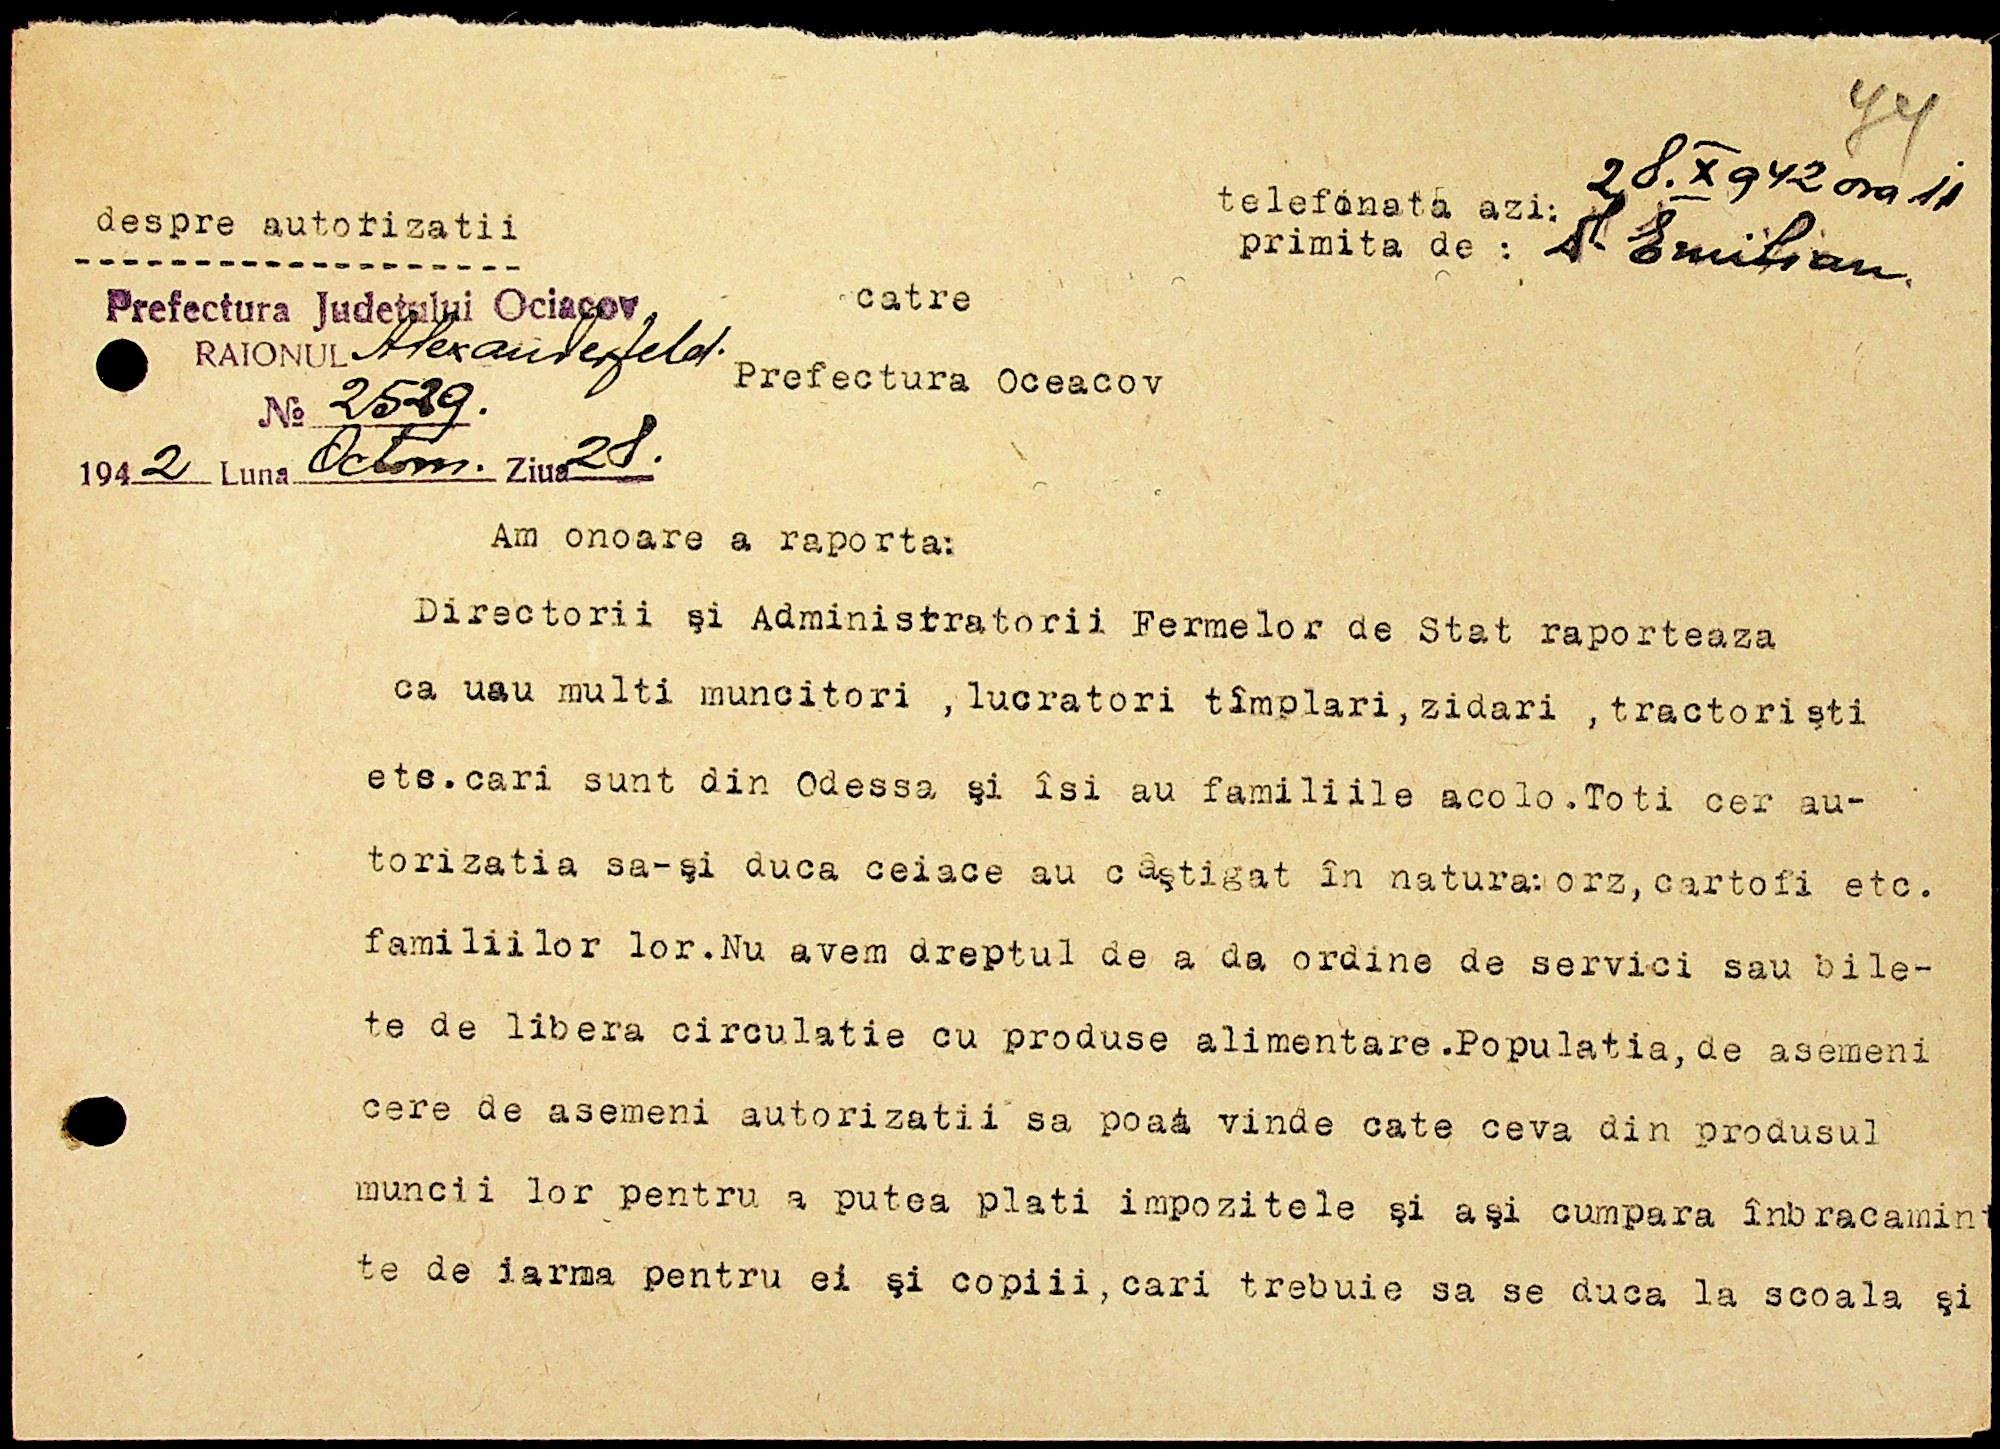 44
telefonata azi: 28.X 942 ora 11
primita de : Emilian.
despre autorizatii
-------------------
Prefectura Judeţului Ociacov
RAIONUL Alexanderfeld.
№ 2529.
1942 Luna Octom. Ziua 28.
catre
Prefectura Oceacov
Am onoare a raporta:
Directorii şi Administratorii Fermelor de Stat raporteaza
ca uau multi muncitori ,lucratori tîmplari,zidari ,tractorişti
etc.cari sunt din Odessa şi îsi au familiile acolo.Toti cer au-
torizatia sa-şi duca ceiace au câştigat în natura:orz,cartofi etc.
familiilor lor.Nu avem dreptul de a da ordine de servici sau bile-
te de libera circulatie cu produse alimentare.Populatia,de asemeni
cere de asemeni autorizatii sa poaa vinde cate ceva din produsul
muncii lor pentru a putea plati impozitele şi aşi cumpara înbracamint
te de iarma pentru ei şi copiii,cari trebuie sa se duca la scoala şi